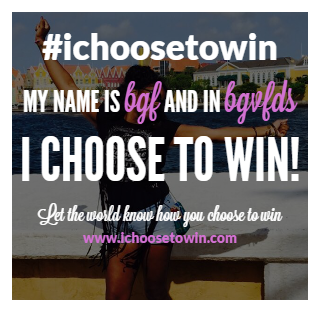 #ichoosetowin
MY NAME IS bgf AND IN bgvfds
I CHOOSE TO WIN!
Let the world know how you choose to win
www.ichoosetowin.com